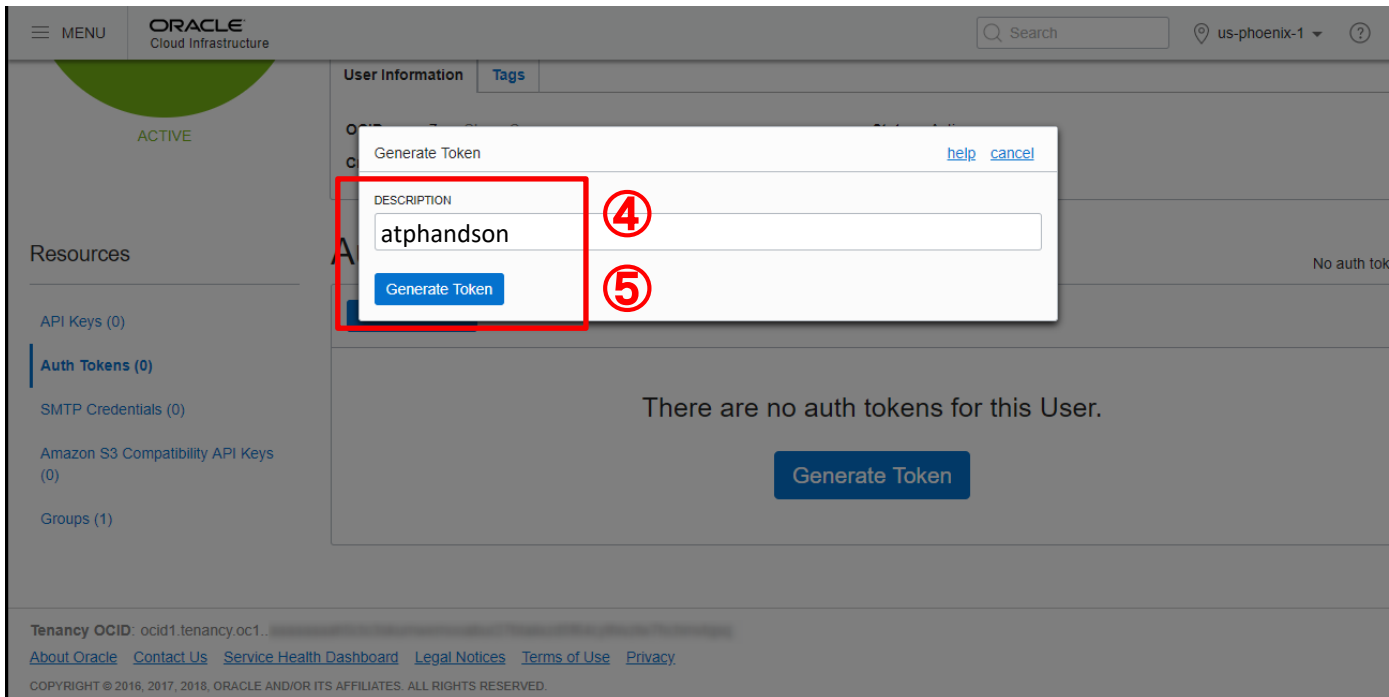 MENU
ORACLE
Cloud Infrastructure
Search
us-phoenix-1
?
User Information
Tags
ACTIVE
Generate Token
help
cancel
DESCRIPTION
atphandson
④
Generate Token
⑤
Resources
No auth tok
API Keys (0)
Auth Tokens (0)
SMTP Credentials (0)
Amazon S3 Compatibility API Keys
(0)
Groups (1)
There are no auth tokens for this User.
Generate Token
Tenancy OCID: ocid1.tenancy.oc1..
About Oracle Contact Us Service Health Dashboard Legal Notices Terms of Use Privacy
COPYRIGHT © 2016, 2017, 2018, ORACLE AND/OR ITS AFFILIATES. ALL RIGHTS RESERVED.